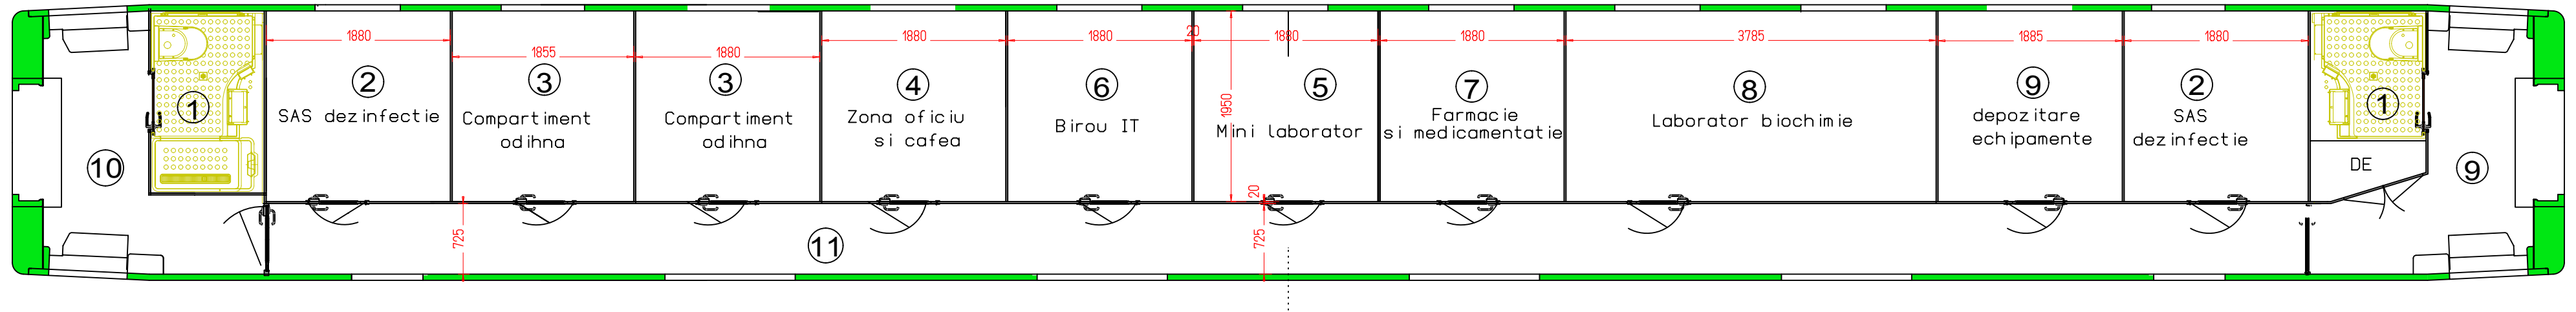 1880
1855
1880
1880
1880
20
1880
1880
3785
1885
1880
1
2
SAS dezinfectie
3
Compartiment
odihna
3
Compartiment
odihna
4
Zona oficiu
si cafea
6
Birou IT
1950
5
Mini laborator
7
Farmacie
si medicamentatie
8
Laborator biochimie
9
depozitare
echipamente
2
SAS
dezinfectie
1
DE
10
9
20
725
11
725